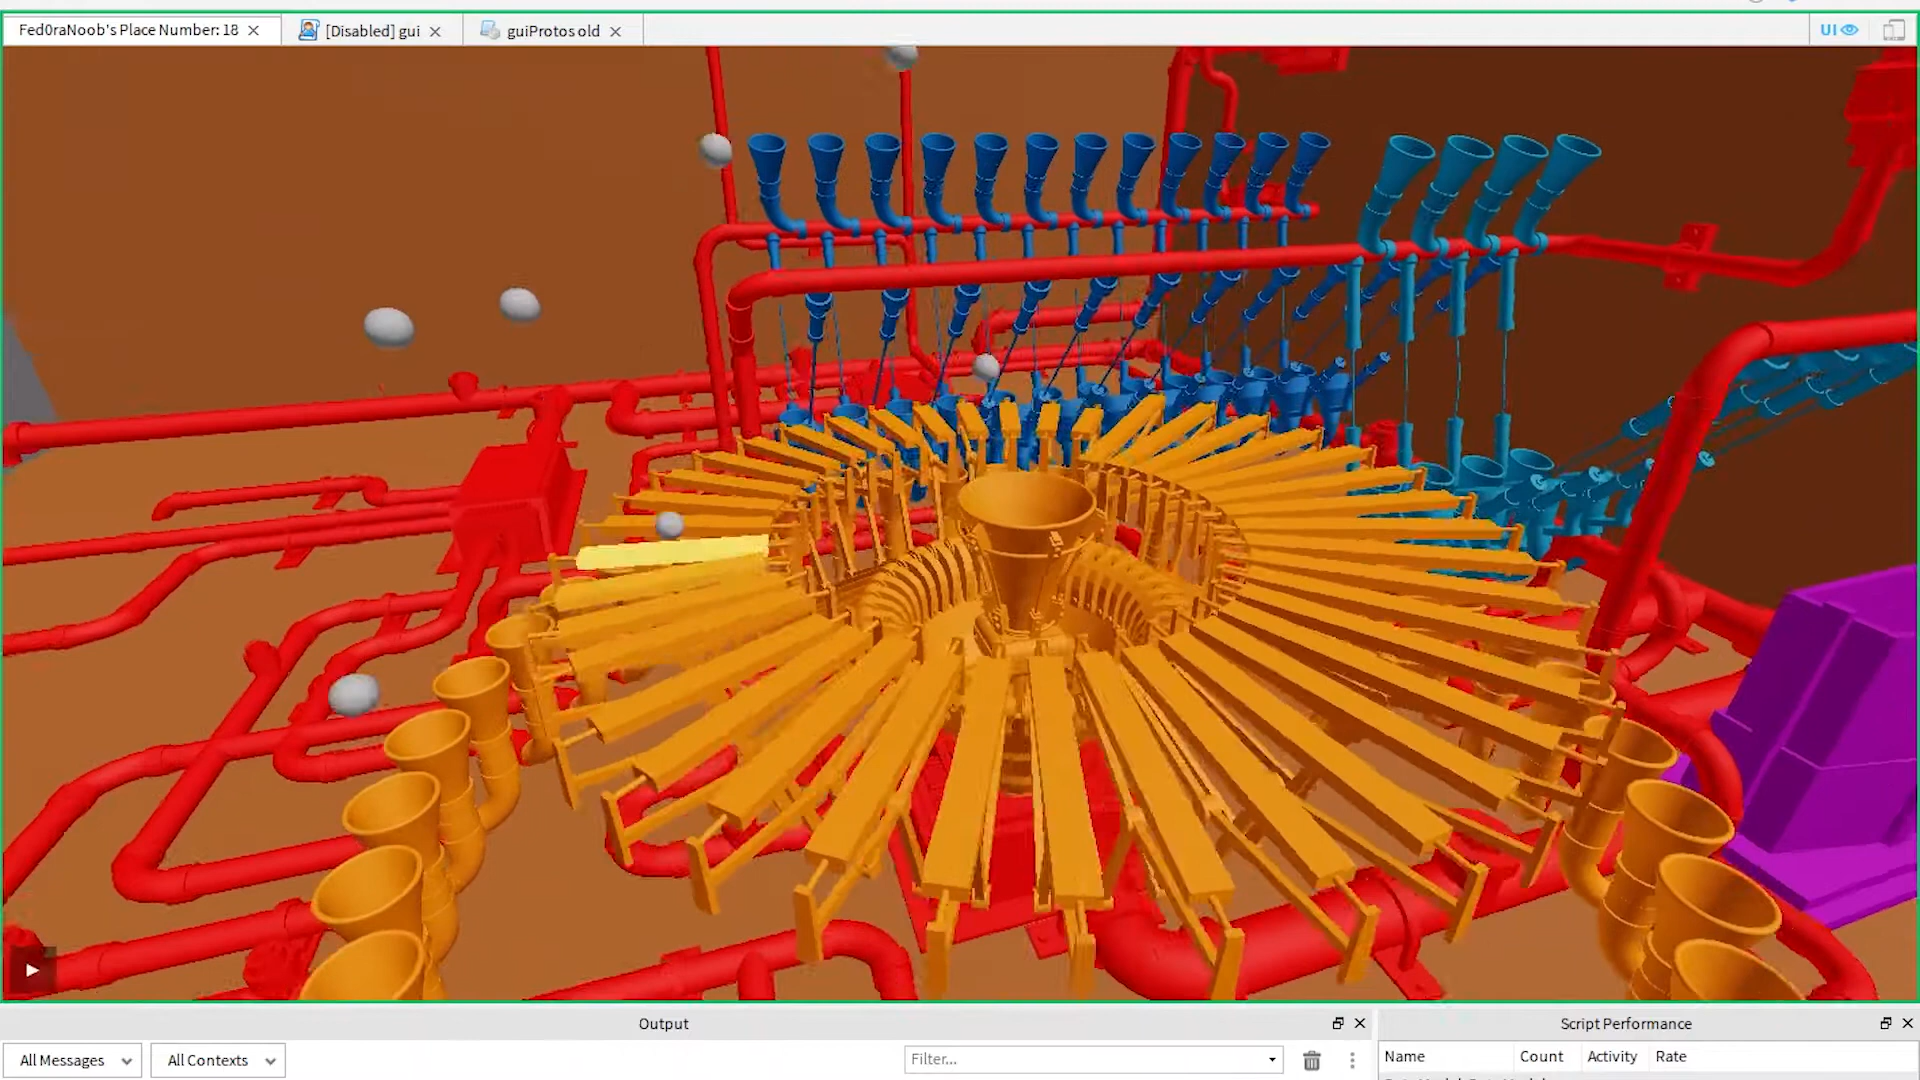 Fed0raNoob's Place Number: 18
[Disabled] gui
guiProtos old
UI
Output
Script Performance
All Messages
All Contexts
Filter...
Name
Count
Activity
Rate